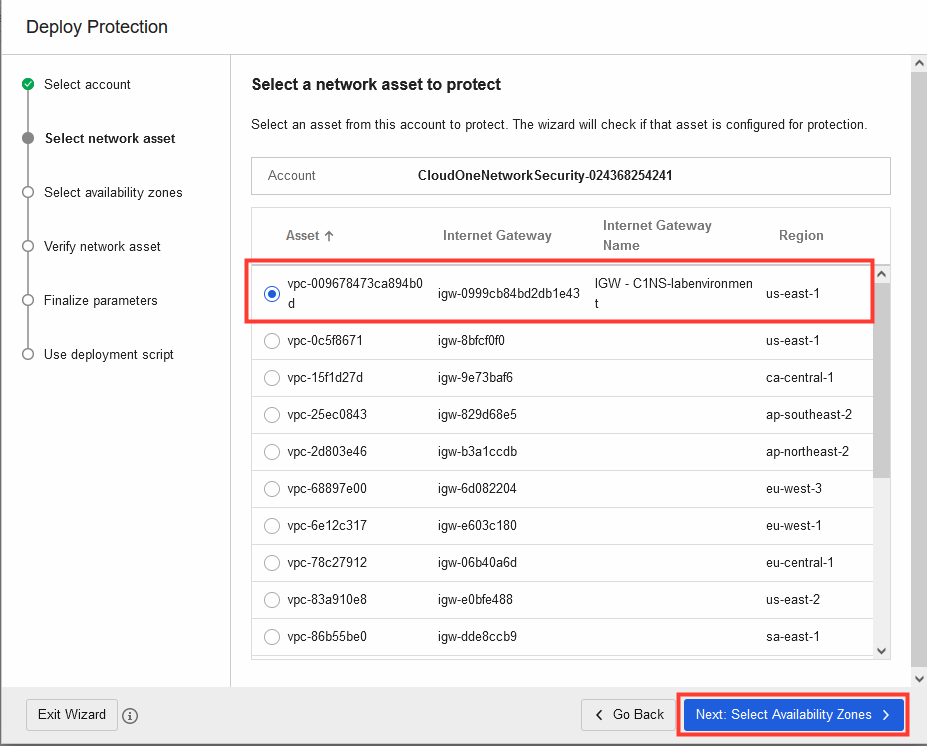 Deploy Protection
Select account
Select network asset
Select availability zones
Verify network asset
Finalize parameters
Use deployment script
Select a network asset to protect
Select an asset from this account to protect. The wizard will check if that asset is configured for protection.
Account CloudOneNetworkSecurity-024368254241
Asset ↑ Internet Gateway Internet Gateway Name Region
vpc-009678473ca894b0d igw-0999cb84bd2db1e43 IGW - C1NS-labenvironment us-east-1
vpc-0c5f8671 igw-8bfcf0f0 us-east-1
vpc-15f1d27d igw-9e73baf6 ca-central-1
vpc-25ec0843 igw-829d68e5 ap-southeast-2
vpc-2d803e46 igw-b3a1ccdb ap-northeast-2
vpc-68897e00 igw-6d082204 eu-west-3
vpc-6e12c317 igw-e603c180 eu-west-1
vpc-78c27912 igw-06b40a6d eu-central-1
vpc-83a910e8 igw-e0bfe488 us-east-2
vpc-86b55be0 igw-dde8ccb9 sa-east-1
Exit Wizard
Go Back
Next: Select Availability Zones